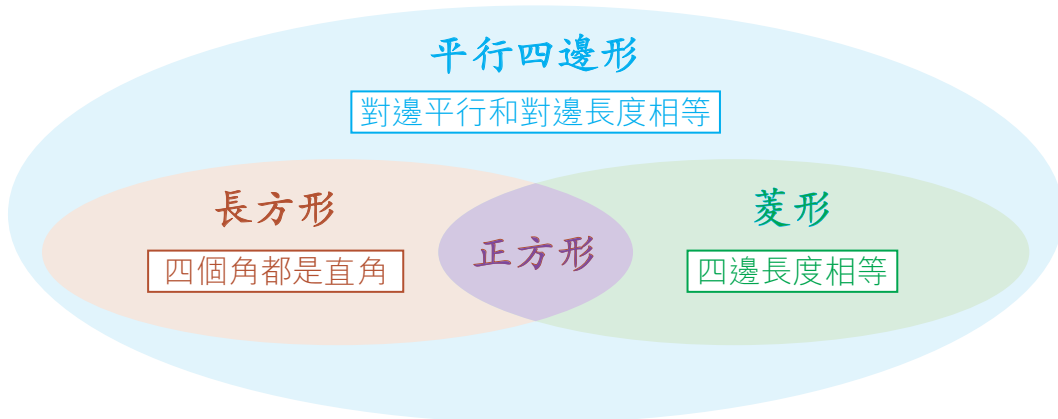 平行四邊形
對邊平行和對邊長度相等
長方形
四個角都是直角
正方形
菱形
四邊長度相等